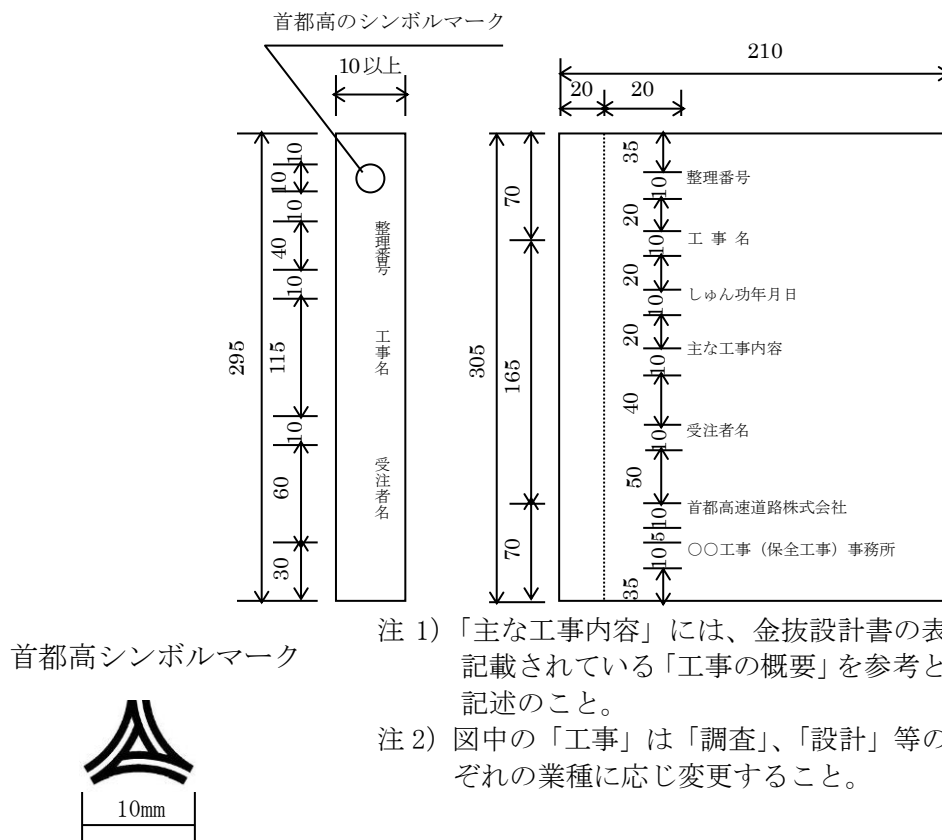 首都高のシンボルマーク
10以上
210
20
20
295
10
10
10
40
10
115
10
60
30
整理番号
工事名
受注者名
305
70
165
70
35
10
20
10
20
10
20
10
40
10
50
10
5
10
35
整理番号
工 事 名
しゅん功年月日
主な工事内容
受注者名
首都高速道路株式会社
○○工事（保全工事）事務所
首都高シンボルマーク
10mm
注 1）「主な工事内容」には、金抜設計書の表
記載されている「工事の概要」を参考と
記述のこと。
注 2）図中の「工事」は「調査」、「設計」等の
ぞれの業種に応じ変更すること。